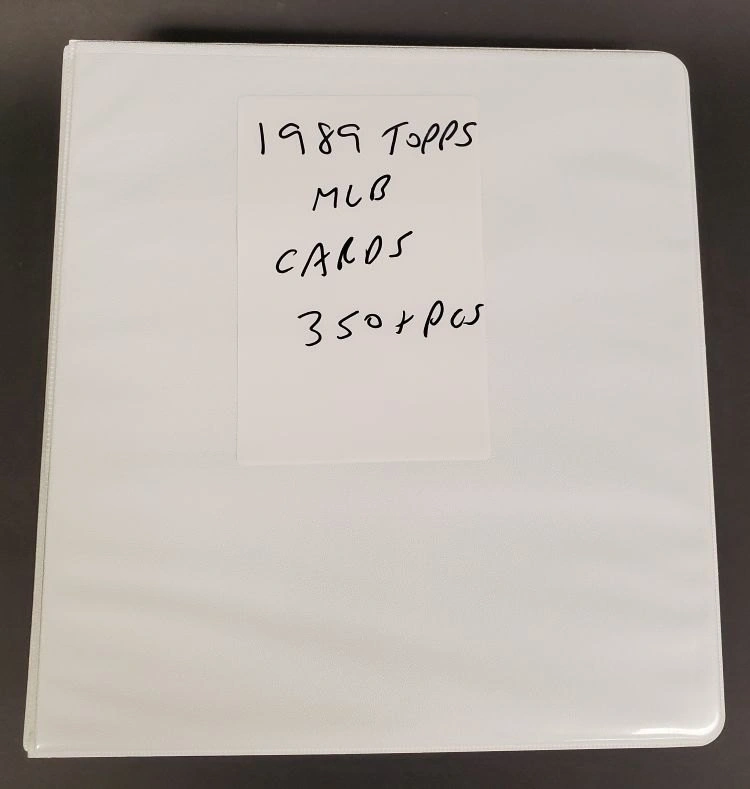 1989 TOPPS
MLB
CARDS
350+ PCS